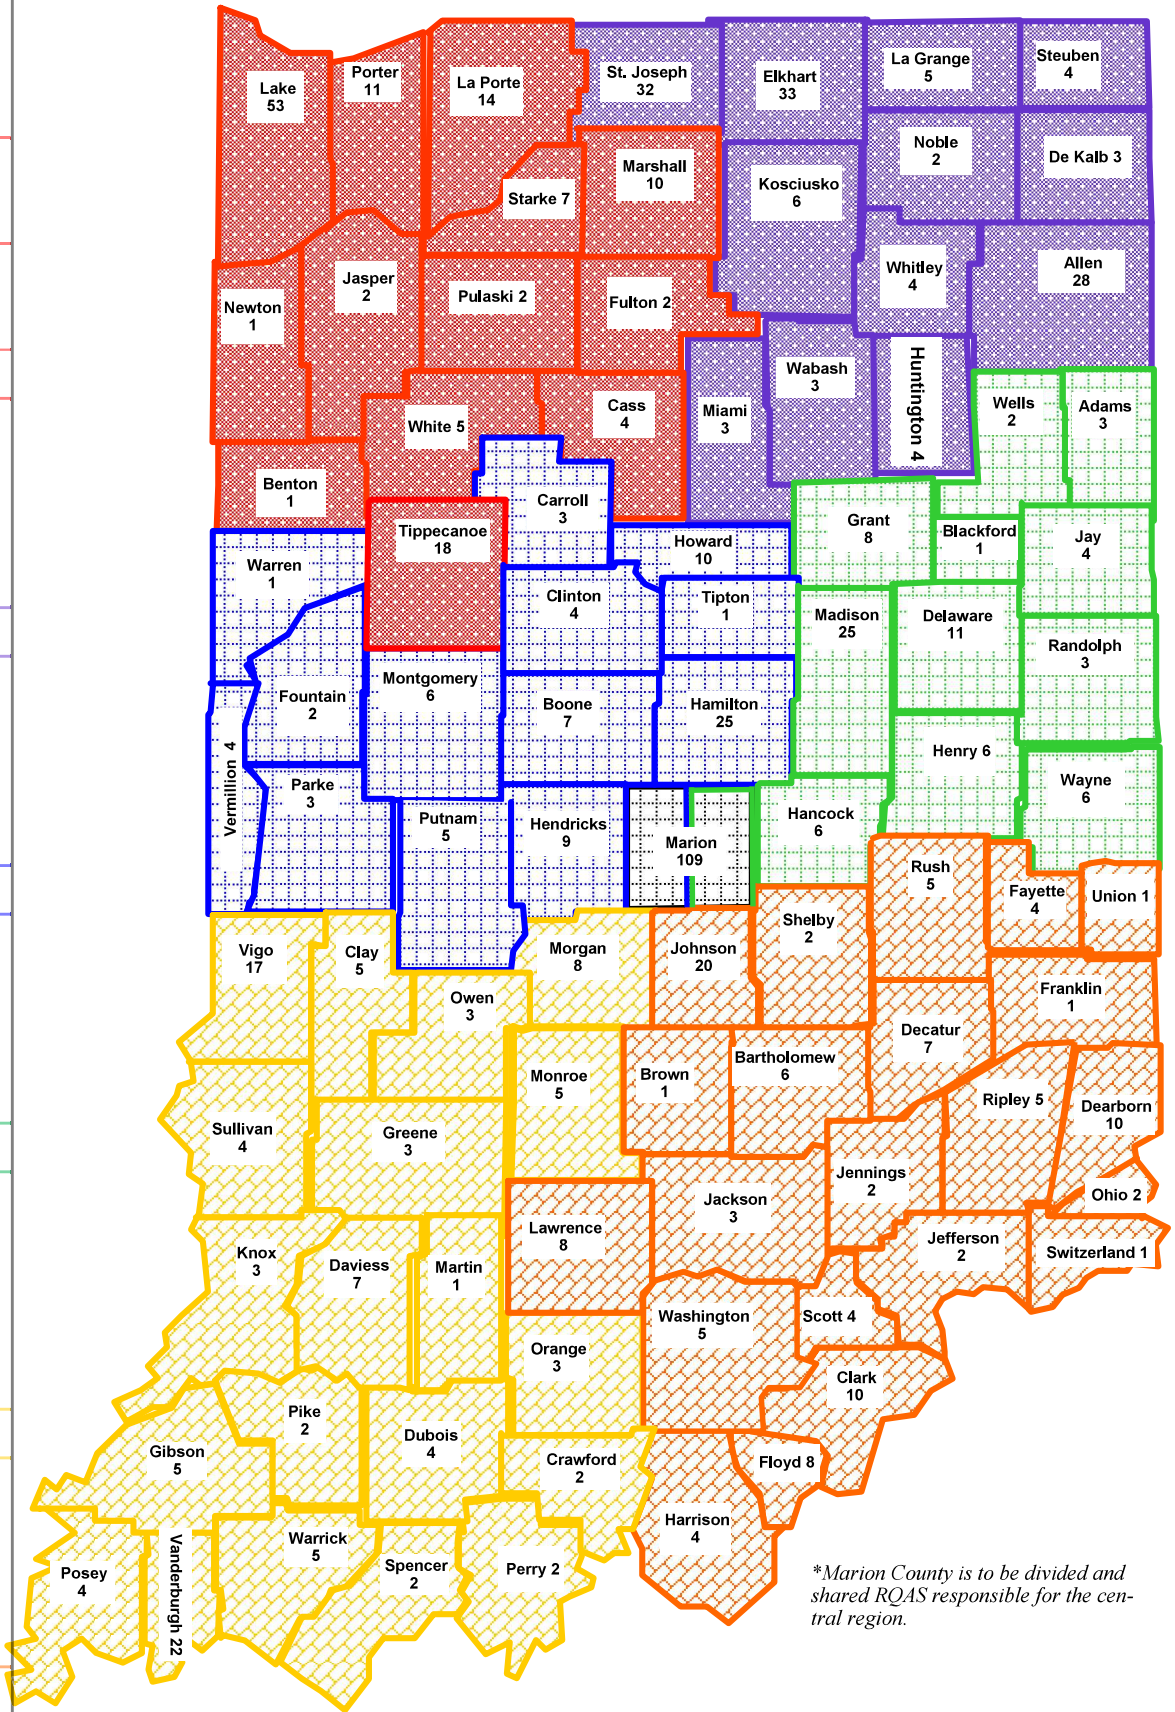 Lake
53
Porter
11
La Porte
14
St. Joseph
32
Elkhart
33
La Grange
5
Steuben
4
Starke 7
Marshall
10
Kosciusko
6
Noble
2
De Kalb 3
Newton
1
Jasper
2
Pulaski 2
Fulton 2
Whitley
4
Allen
28
White 5
Cass
4
Miami
3
Wabash
3
Huntington 4
Wells
2
Adams
3
Benton
1
Tippecanoe
18
Carroll
3
Howard
10
Grant
8
Blackford
1
Jay
4
Warren
1
Clinton
4
Tipton
1
Madison
25
Delaware
11
Randolph
3
Fountain
2
Montgomery
6
Boone
7
Hamilton
25
Henry 6
Wayne
6
Vermillion 4
Parke
3
Putnam
5
Hendricks
9
Marion
109
Hancock
6
Rush
5
Fayette
4
Union 1
Vigo
17
Clay
5
Morgan
8
Johnson
20
Shelby
2
Franklin
1
Owen
3
Decatur
7
Monroe
5
Brown
1
Bartholomew
6
Ripley 5
Dearborn
10
Sullivan
4
Greene
3
Jennings
2
Ohio 2
Jackson
3
Lawrence
8
Jefferson
2
Switzerland 1
Knox
3
Daviess
7
Martin
1
Washington
5
Scott 4
Orange
3
Clark
10
Pike
2
Dubois
4
Gibson
5
Crawford
2
Floyd 8
Harrison
4
Warrick
5
Spencer
2
Perry 2
Posey
4
Vanderburgh 22
*Marion County is to be divided and
shared RQAS responsible for the cen-
tral region.